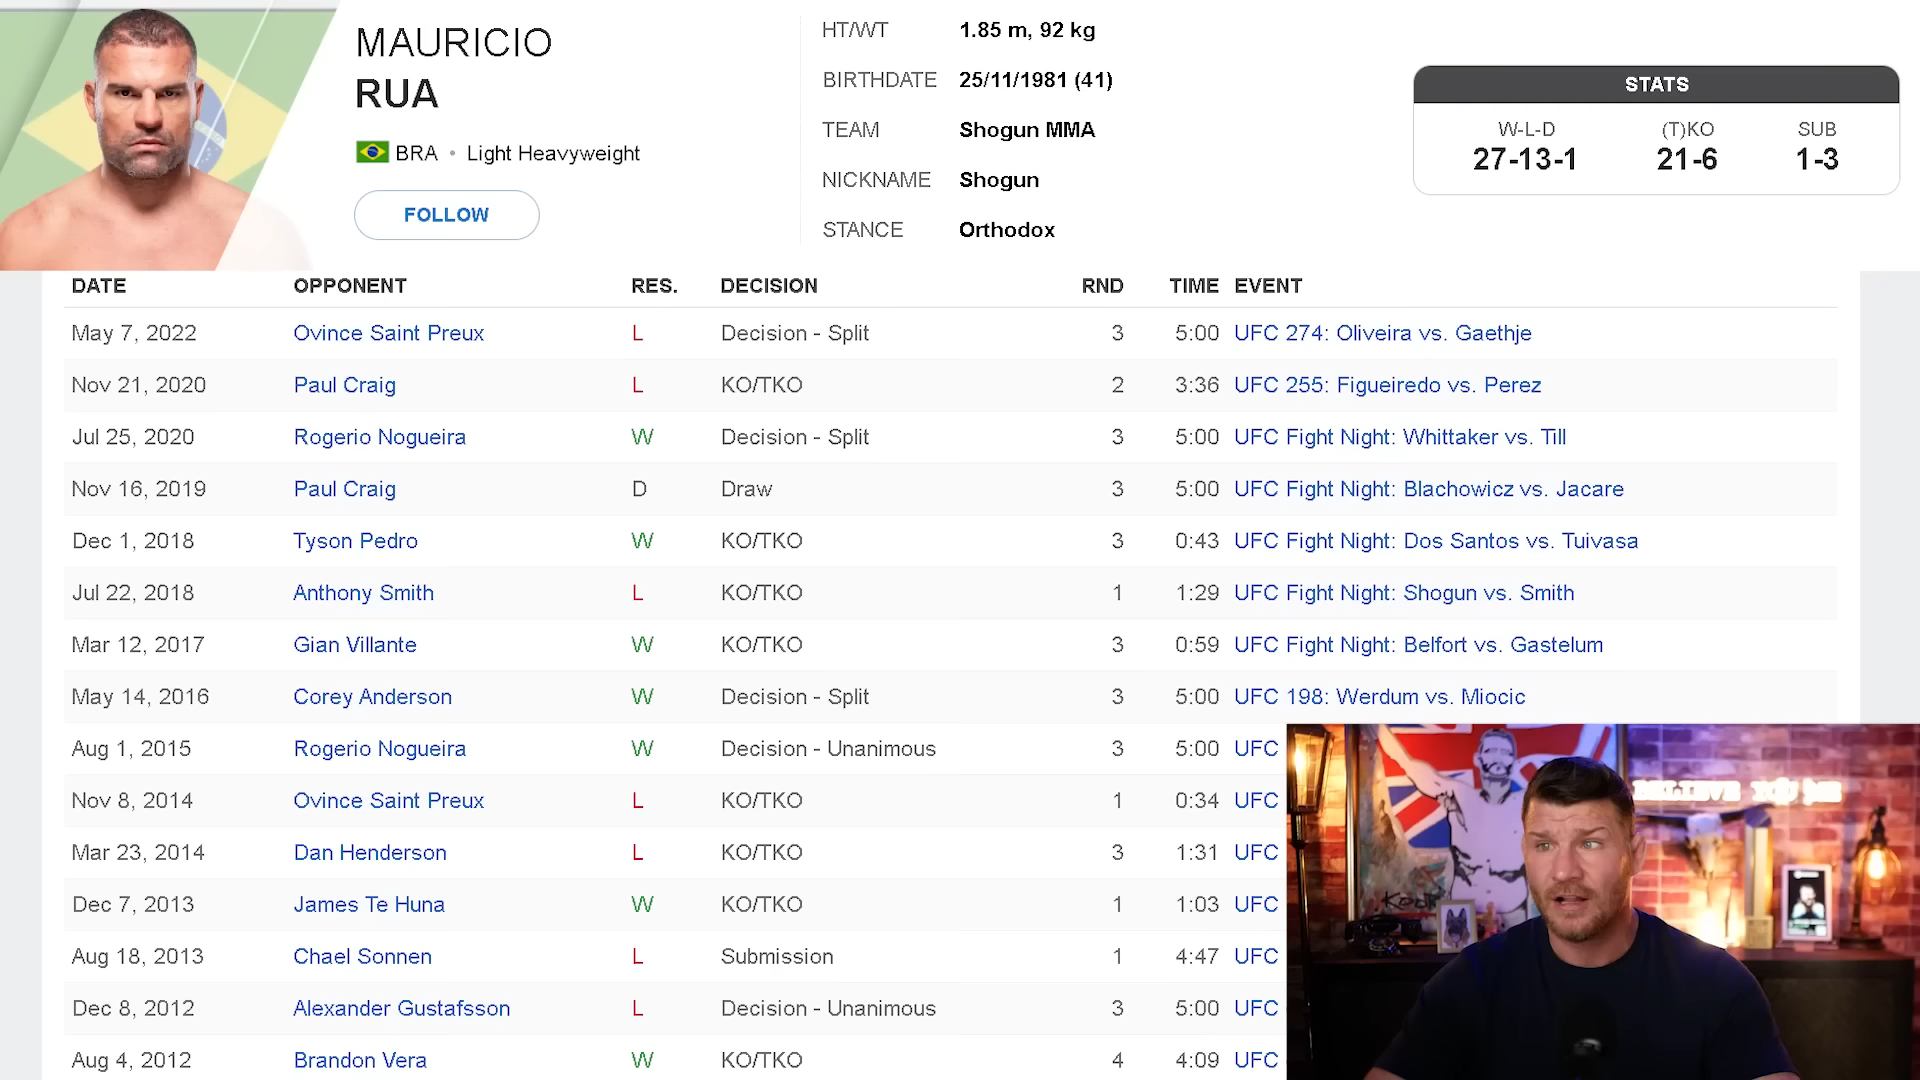 MAURICIO
RUA
BRA • Light Heavyweight
FOLLOW
HT/WT 1.85 m, 92 kg
BIRTHDATE 25/11/1981 (41)
TEAM Shogun MMA
NICKNAME Shogun
STANCE Orthodox
STATS
W-L-D (T)KO SUB
27-13-1 21-6 1-3
DATE OPPONENT RES. DECISION RND TIME EVENT
May 7, 2022 Ovince Saint Preux L Decision - Split 3 5:00 UFC 274: Oliveira vs. Gaethje
Nov 21, 2020 Paul Craig L KO/TKO 2 3:36 UFC 255: Figueiredo vs. Perez
Jul 25, 2020 Rogerio Nogueira W Decision - Split 3 5:00 UFC Fight Night: Whittaker vs. Till
Nov 16, 2019 Paul Craig D Draw 3 5:00 UFC Fight Night: Blachowicz vs. Jacare
Dec 1, 2018 Tyson Pedro W KO/TKO 3 0:43 UFC Fight Night: Dos Santos vs. Tuivasa
Jul 22, 2018 Anthony Smith L KO/TKO 1 1:29 UFC Fight Night: Shogun vs. Smith
Mar 12, 2017 Gian Villante W KO/TKO 3 0:59 UFC Fight Night: Belfort vs. Gastelum
May 14, 2016 Corey Anderson W Decision - Split 3 5:00 UFC 198: Werdum vs. Miocic
Aug 1, 2015 Rogerio Nogueira W Decision - Unanimous 3 5:00 UFC
Nov 8, 2014 Ovince Saint Preux L KO/TKO 1 0:34 UFC
Mar 23, 2014 Dan Henderson L KO/TKO 3 1:31 UFC
Dec 7, 2013 James Te Huna W KO/TKO 1 1:03 UFC
Aug 18, 2013 Chael Sonnen L Submission 1 4:47 UFC
Dec 8, 2012 Alexander Gustafsson L Decision - Unanimous 3 5:00 UFC
Aug 4, 2012 Brandon Vera W KO/TKO 4 4:09 UFC
BELIEVE YOU ME